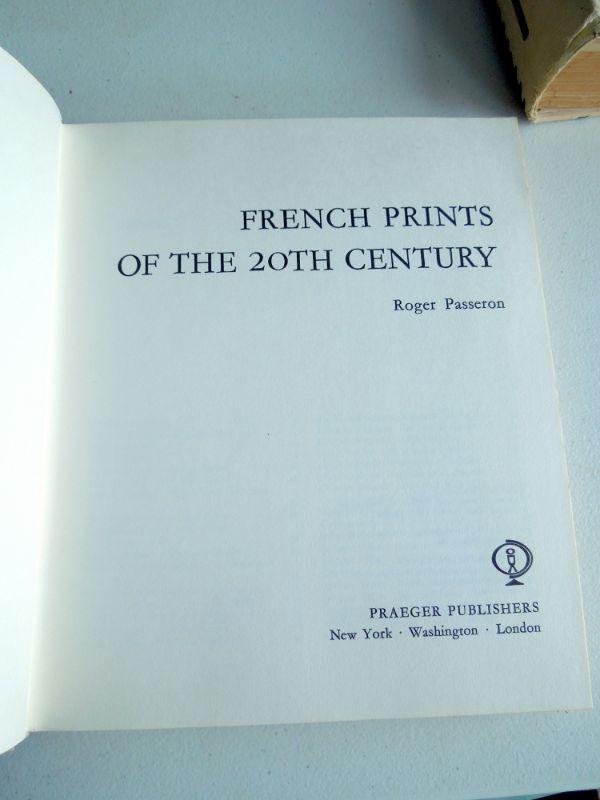 FRENCH PRINTS
OF THE 20TH CENTURY
Roger Passeron
PRAEGER PUBLISHERS
New York · Washington · London